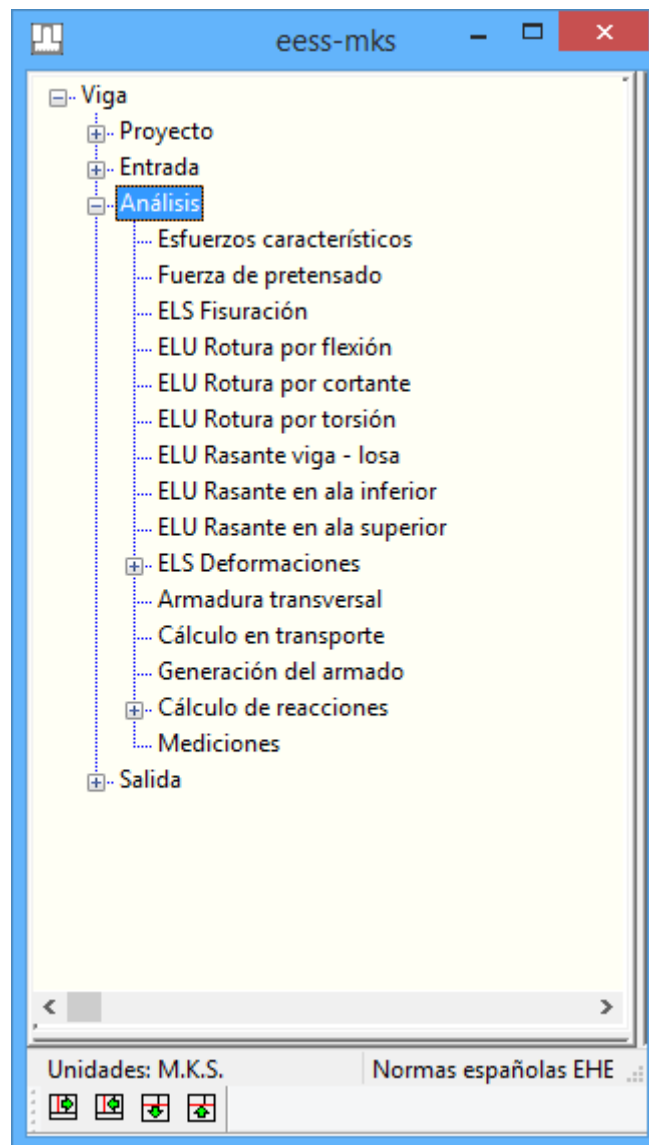 eess-mks
Viga
Proyecto
Entrada
Análisis
Esfuerzos característicos
Fuerza de pretensado
ELS Fisuración
ELU Rotura por flexión
ELU Rotura por cortante
ELU Rotura por torsión
ELU Rasante viga - losa
ELU Rasante en ala inferior
ELU Rasante en ala superior
ELS Deformaciones
Armadura transversal
Cálculo en transporte
Generación del armado
Cálculo de reacciones
Mediciones
Salida
Unidades: M.K.S. Normas españolas EHE